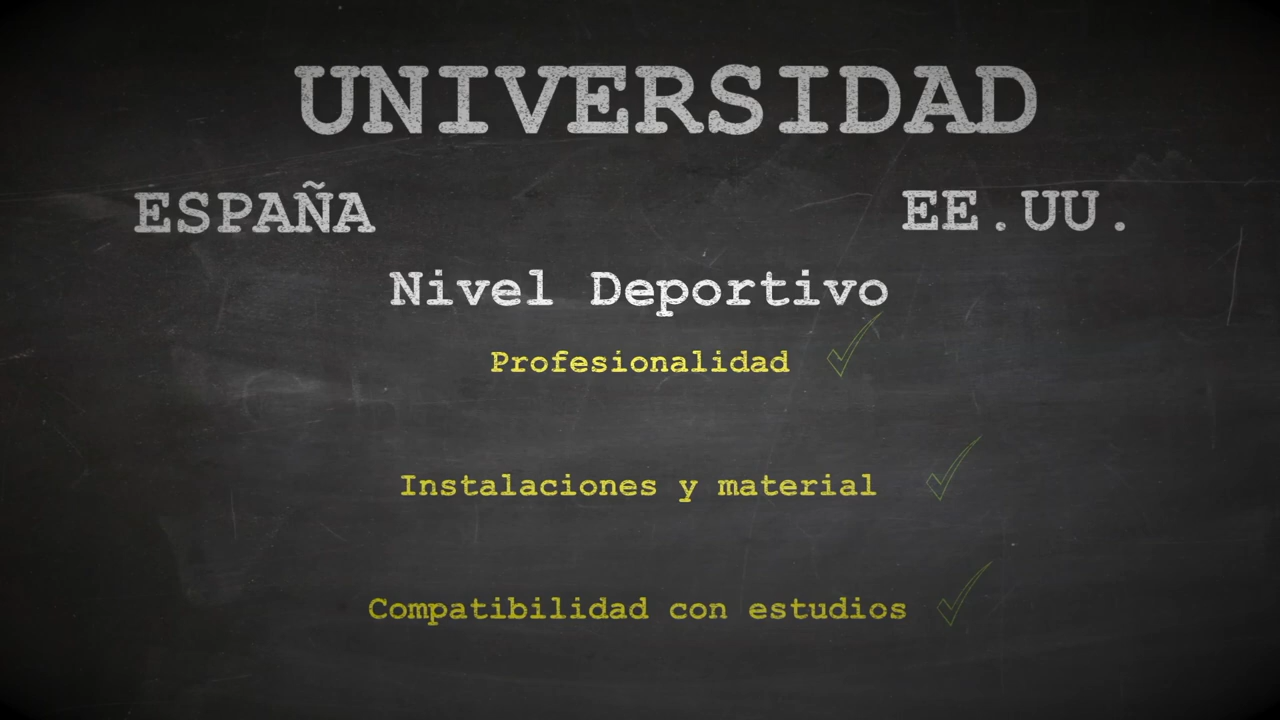 UNIVERSIDAD
ESPAÑA EE.UU.
Nivel Deportivo
Profesionalidad
Instalaciones y material
Compatibilidad con estudios